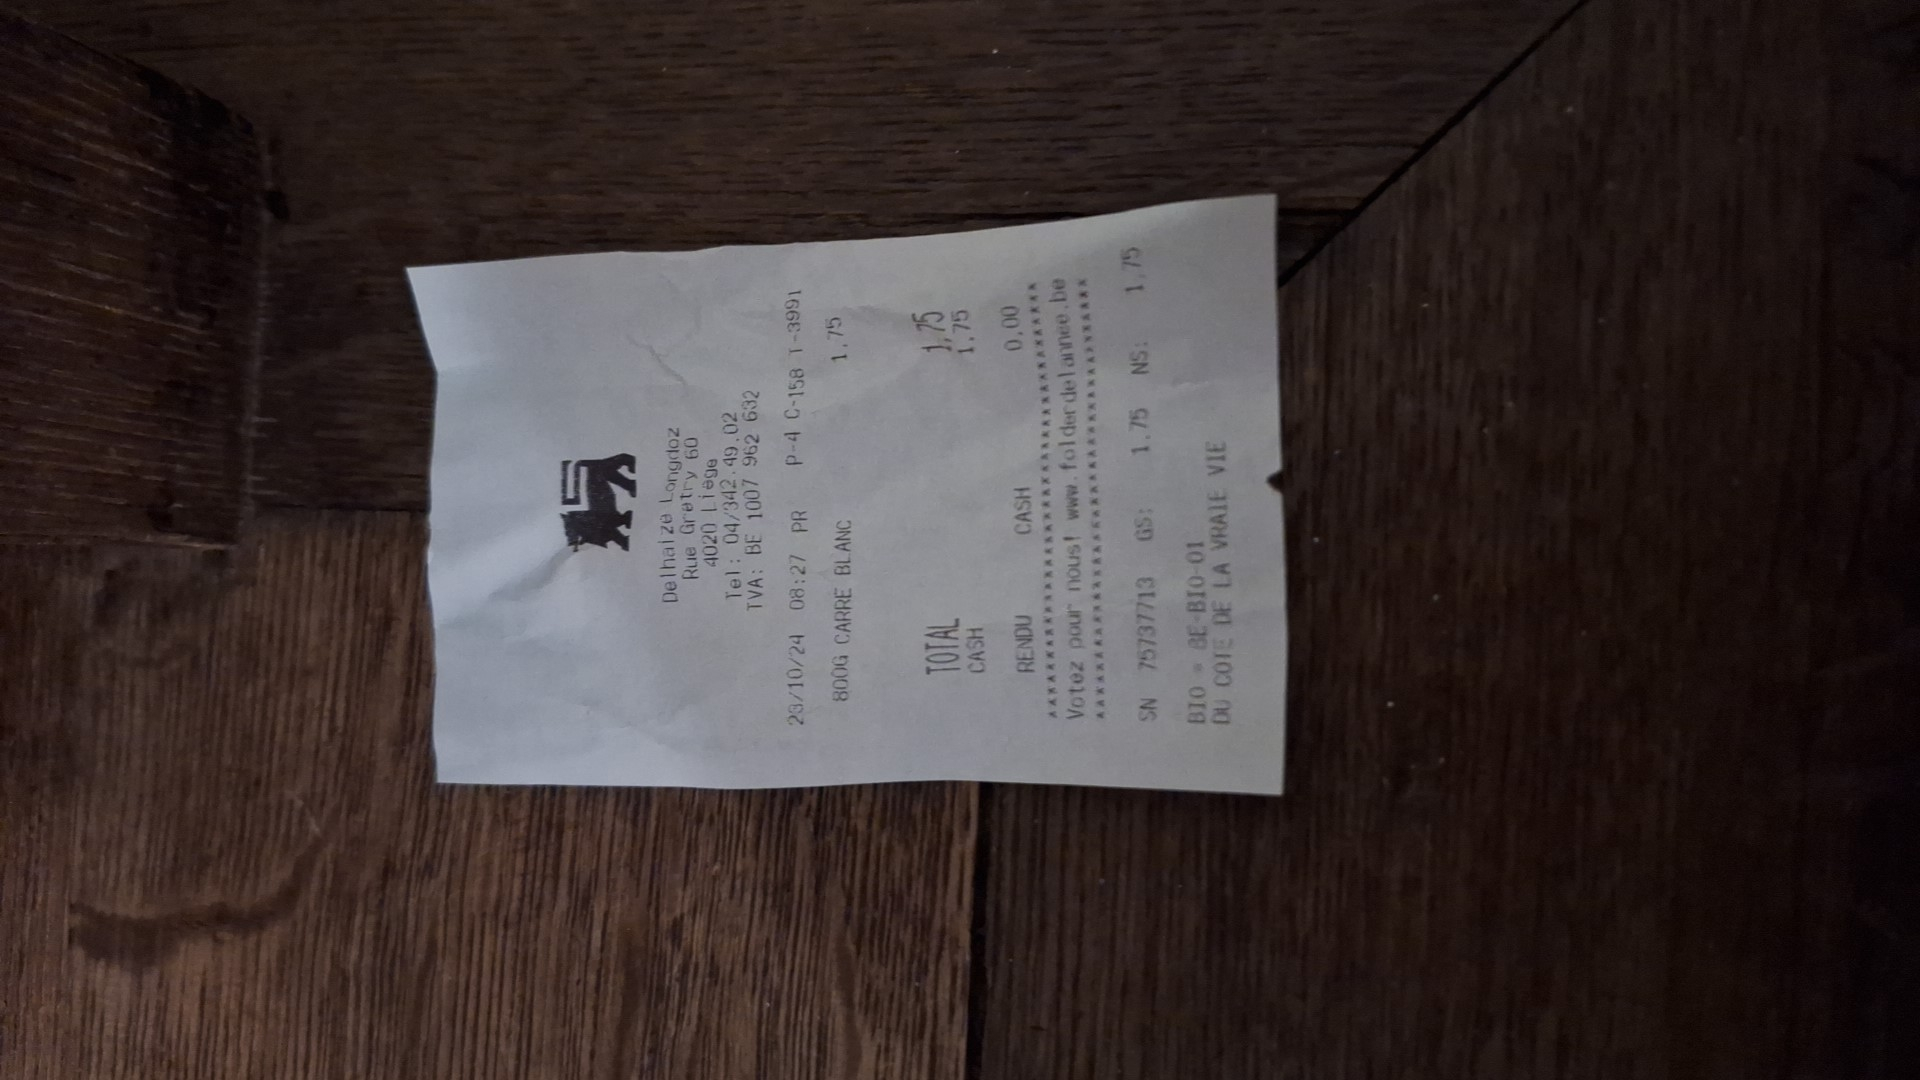 Delhaize Longdoz
Rue Gretry 60
4020 Liège
Tel: 04/342.49.02
TVA: BE 1007 962 632
23/10/24 08:27 PR P-4 C-158 T-3991
800G CARRE BLANC 1,75
TOTAL 1,75
CASH 1,75
RENDU CASH 0,00
****************************************
Votez pour nous! www.folderdelannee.be
****************************************
SN 75737713 GS: 1.75 NS: 1,75
BIO = BE-BIO-01
DU COTE DE LA VRAIE VIE